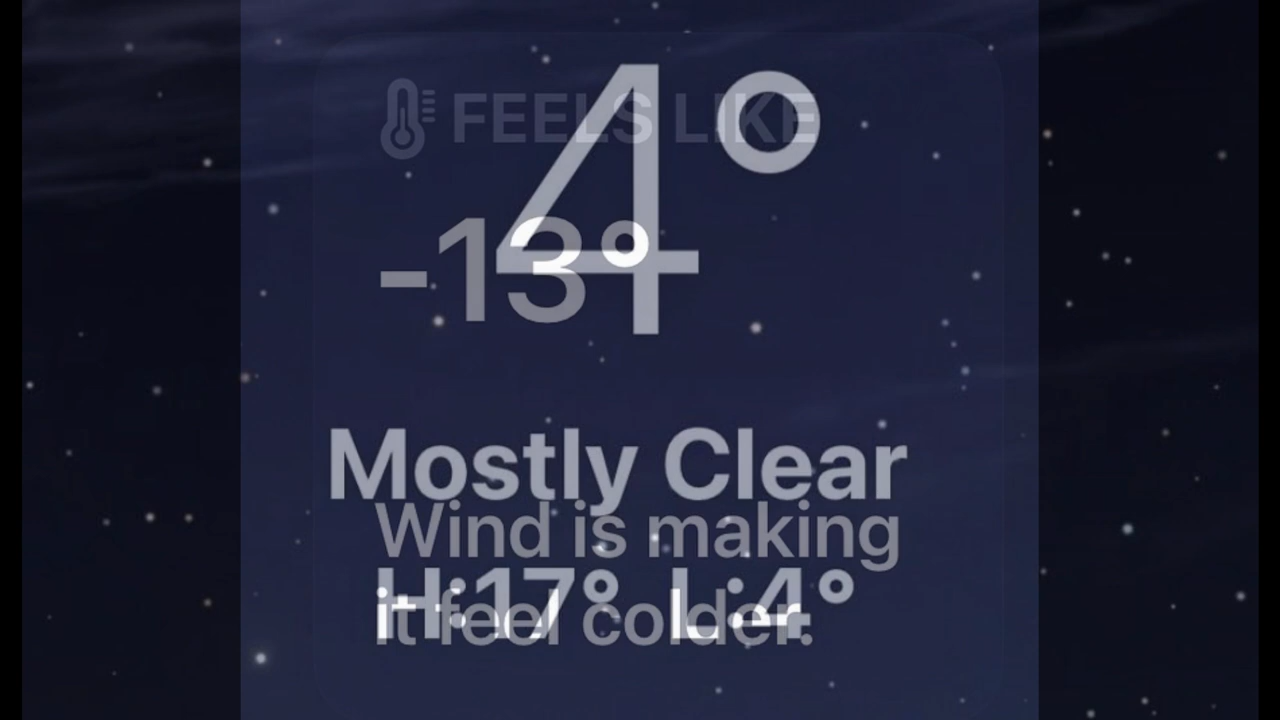 4°
FEELS LIKE
-13°
Mostly Clear
Wind is making
H:17° L:4°
it feel colder.